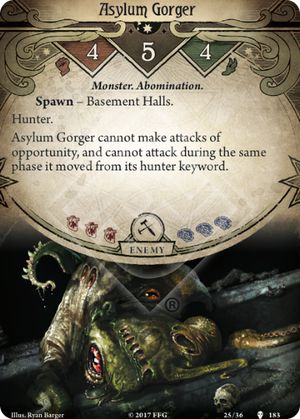 Asylum Gorger
4 5 4
Monster. Abomination.
Spawn – Basement Halls.
Hunter.
Asylum Gorger cannot make attacks of
opportunity, and cannot attack during the same
phase it moved from its hunter keyword.
ENEMY
®
Illus. Ryan Barger © 2017 FFG 25/36 183